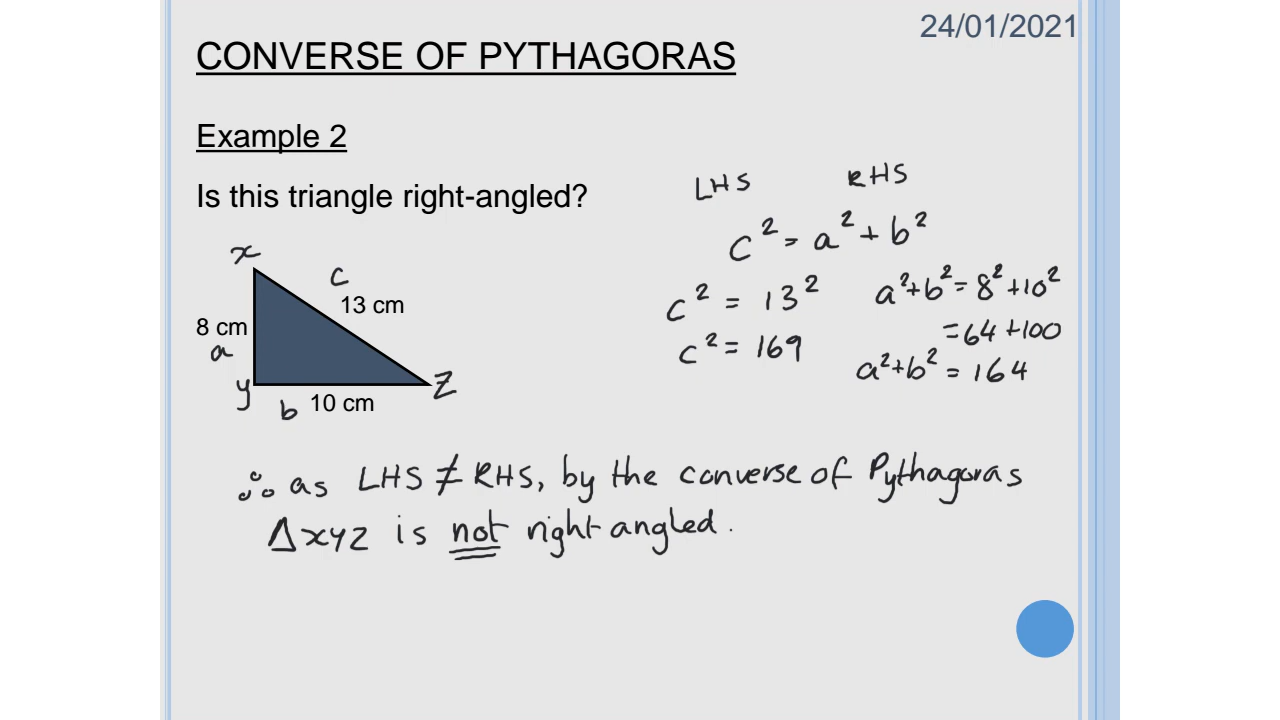 24/01/2021
CONVERSE OF PYTHAGORAS
Example 2
Is this triangle right-angled?
LHS RHS
c² = a² + b²
x
c
13 cm
8 cm
a
y
z
b 10 cm
c² = 13²
c² = 169
a²+b² = 8² +10²
=64 +100
a²+b² = 164
∴ as LHS ≠ RHS, by the converse of Pythagoras
Δxyz is not right angled.